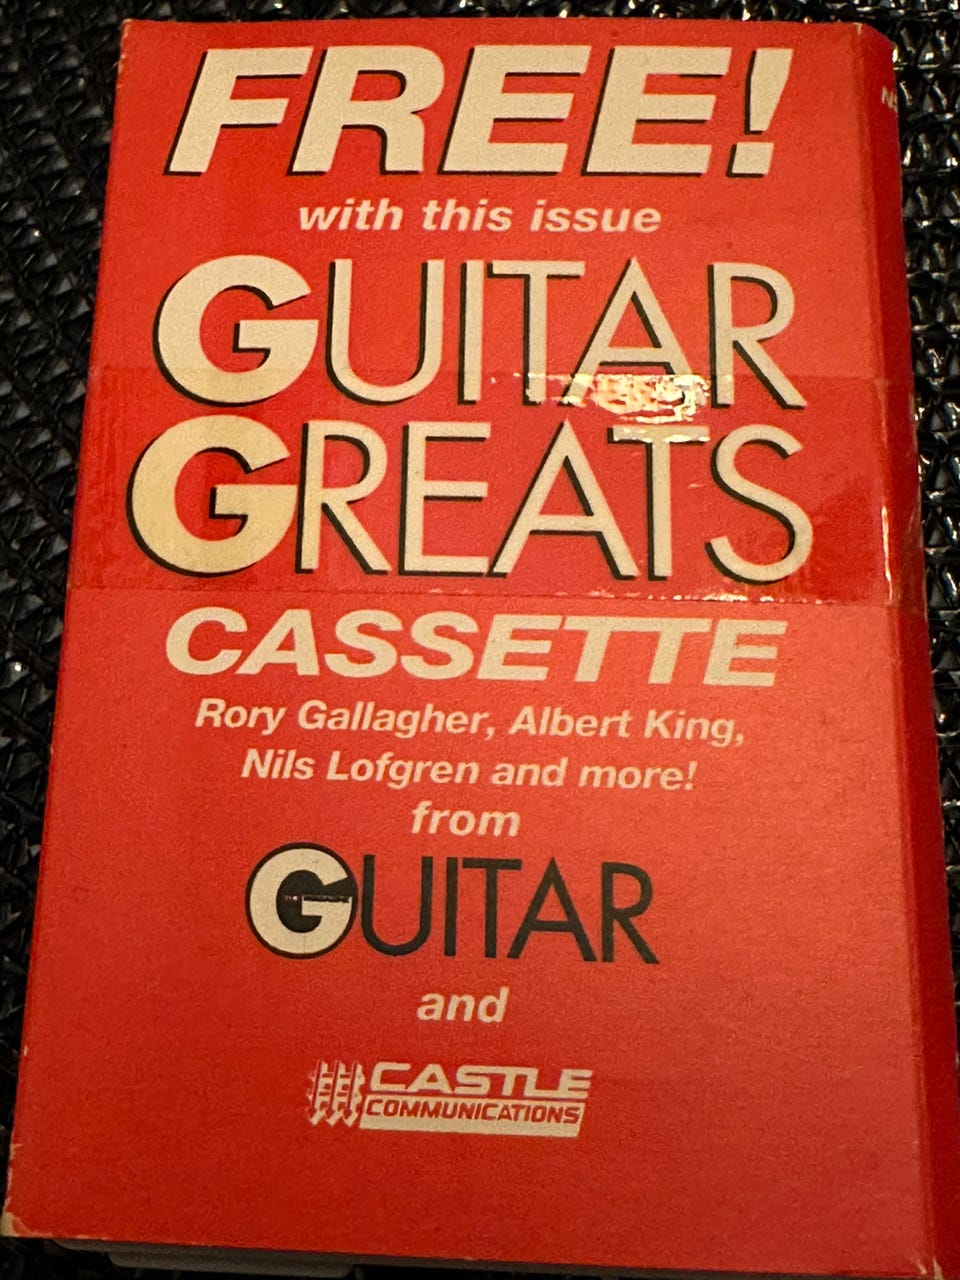 FREE!
with this issue
GUITAR
GREATS
CASSETTE
Rory Gallagher, Albert King,
Nils Lofgren and more!
from
GUITAR
and
CASTLE
COMMUNICATIONS